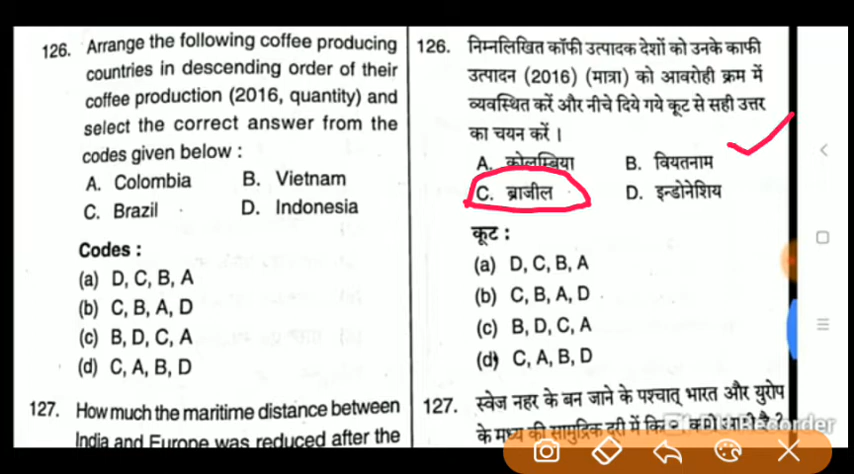 126. Arrange the following coffee producing
countries in descending order of their
coffee production (2016, quantity) and
select the correct answer from the
codes given below :
A. Colombia B. Vietnam
C. Brazil D. Indonesia
Codes :
(a) D, C, B, A
(b) C, B, A, D
(c) B, D, C, A
(d) C, A, B, D
127. How much the maritime distance between
India and Europe was reduced after the
126. निम्नलिखित कॉफी उत्पादक देशों को उनके काफी
उत्पादन (2016) (मात्रा) को आवरोही क्रम में
व्यवस्थित करें और नीचे दिये गये कूट से सही उत्तर
का चयन करें ।
A. कोलम्बिया B. वियतनाम
C. ब्राजील D. इन्डोनेशिय
कूट :
(a) D, C, B, A
(b) C, B, A, D
(c) B, D, C, A
(d) C, A, B, D
127. स्वेज नहर के बन जाने के पश्चात् भारत और युरोप
के मध्य की सामुद्रिक दूरी में
Recorder